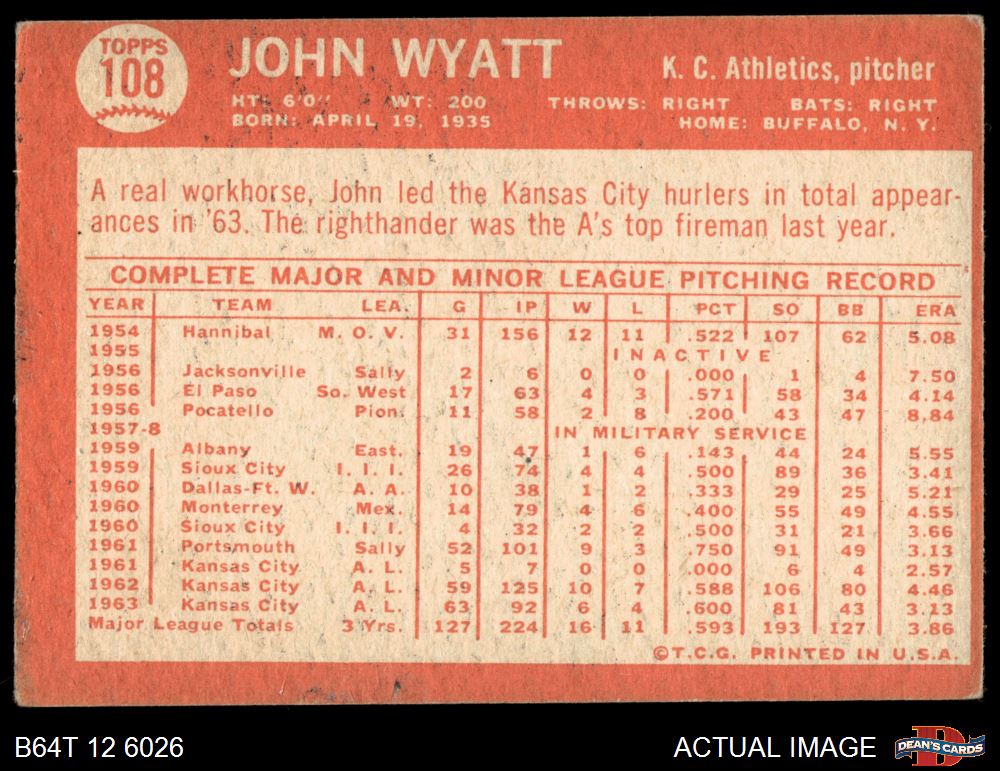 TOPPS
108
JOHN WYATT
K. C. Athletics, pitcher
HT: 6'0" WT: 200 THROWS: RIGHT BATS: RIGHT
BORN: APRIL 19, 1935 HOME: BUFFALO, N. Y.
A real workhorse, John led the Kansas City hurlers in total appear-
ances in '63. The righthander was the A's top fireman last year.
COMPLETE MAJOR AND MINOR LEAGUE PITCHING RECORD
YEAR TEAM LEA. G IP W L PCT SO BB ERA
1954 Hannibal M. O. V. 31 156 12 11 .522 107 62 5.08
1955 INACTIVE
1956 Jacksonville Sally 2 6 0 0 .000 1 4 7.50
1956 El Paso So. West 17 63 4 3 .571 58 34 4.14
1956 Pocatello Pion. 11 58 2 8 .200 43 47 8,84
1957-8 IN MILITARY SERVICE
1959 Albany East. 19 47 1 6 .143 44 24 5.55
1959 Sioux City I. I. I. 26 74 4 4 .500 89 36 3.41
1960 Dallas-Ft. W. A. A. 10 38 1 2 .333 29 25 5.21
1960 Monterrey Mex. 14 79 4 6 .400 55 49 4.55
1960 Sioux City I. I. I. 4 32 2 2 .500 31 21 3.66
1961 Portsmouth Sally 52 101 9 3 .750 91 49 3.13
1961 Kansas City A. L. 5 7 0 0 .000 6 4 2.57
1962 Kansas City A. L. 59 125 10 7 .588 106 80 4.46
1963 Kansas City A. L. 63 92 6 4 .600 81 43 3.13
Major League Totals 3 Yrs. 127 224 16 11 .593 193 127 3.86
©T.C.G. PRINTED IN U.S.A.
B64T 12 6026
ACTUAL IMAGE
D
DEAN'S CARDS